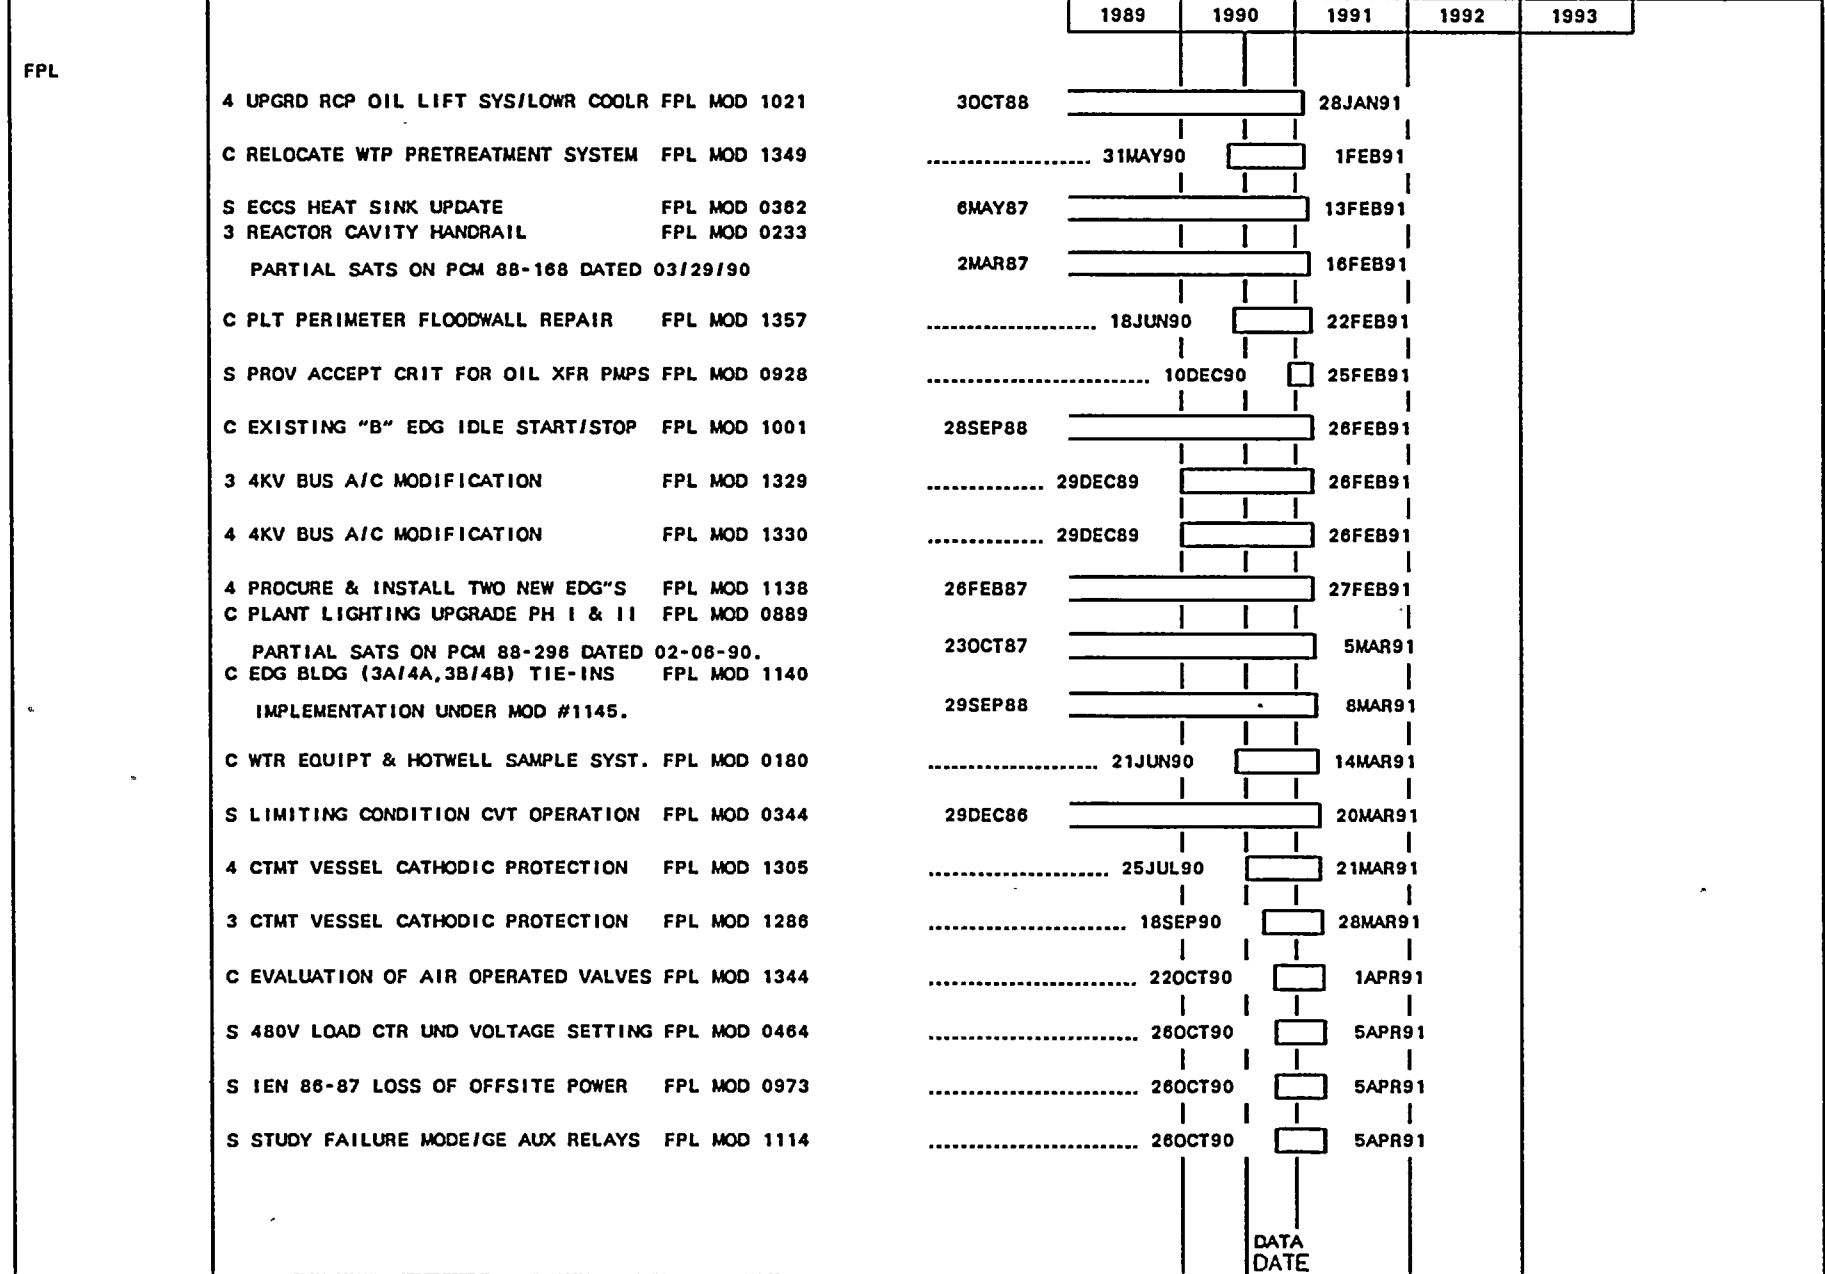 1989 1990 1991 1992 1993
FPL
4 UPGRD RCP OIL LIFT SYS/LOWR COOLR FPL MOD 1021 3OCT88 28JAN91
C RELOCATE WTP PRETREATMENT SYSTEM FPL MOD 1349 31MAY90 1FEB91
S ECCS HEAT SINK UPDATE FPL MOD 0362 6MAY87 13FEB91
3 REACTOR CAVITY HANDRAIL FPL MOD 0233
PARTIAL SATS ON PCM 88-168 DATED 03/29/90 2MAR87 16FEB91
C PLT PERIMETER FLOODWALL REPAIR FPL MOD 1357 18JUN90 22FEB91
S PROV ACCEPT CRIT FOR OIL XFR PMPS FPL MOD 0928 10DEC90 25FEB91
C EXISTING "B" EDG IDLE START/STOP FPL MOD 1001 28SEP88 26FEB91
3 4KV BUS A/C MODIFICATION FPL MOD 1329 29DEC89 26FEB91
4 4KV BUS A/C MODIFICATION FPL MOD 1330 29DEC89 26FEB91
4 PROCURE & INSTALL TWO NEW EDG"S FPL MOD 1138 26FEB87 27FEB91
C PLANT LIGHTING UPGRADE PH I & II FPL MOD 0889
PARTIAL SATS ON PCM 88-296 DATED 02-06-90. 23OCT87 5MAR91
C EDG BLDG (3A/4A,3B/4B) TIE-INS FPL MOD 1140
IMPLEMENTATION UNDER MOD #1145. 29SEP88 8MAR91
C WTR EQUIPT & HOTWELL SAMPLE SYST. FPL MOD 0180 21JUN90 14MAR91
S LIMITING CONDITION CVT OPERATION FPL MOD 0344 29DEC86 20MAR91
4 CTMT VESSEL CATHODIC PROTECTION FPL MOD 1305 25JUL90 21MAR91
3 CTMT VESSEL CATHODIC PROTECTION FPL MOD 1286 18SEP90 28MAR91
C EVALUATION OF AIR OPERATED VALVES FPL MOD 1344 22OCT90 1APR91
S 480V LOAD CTR UND VOLTAGE SETTING FPL MOD 0464 26OCT90 5APR91
S IEN 86-87 LOSS OF OFFSITE POWER FPL MOD 0973 26OCT90 5APR91
S STUDY FAILURE MODE/GE AUX RELAYS FPL MOD 1114 26OCT90 5APR91
DATA
DATE